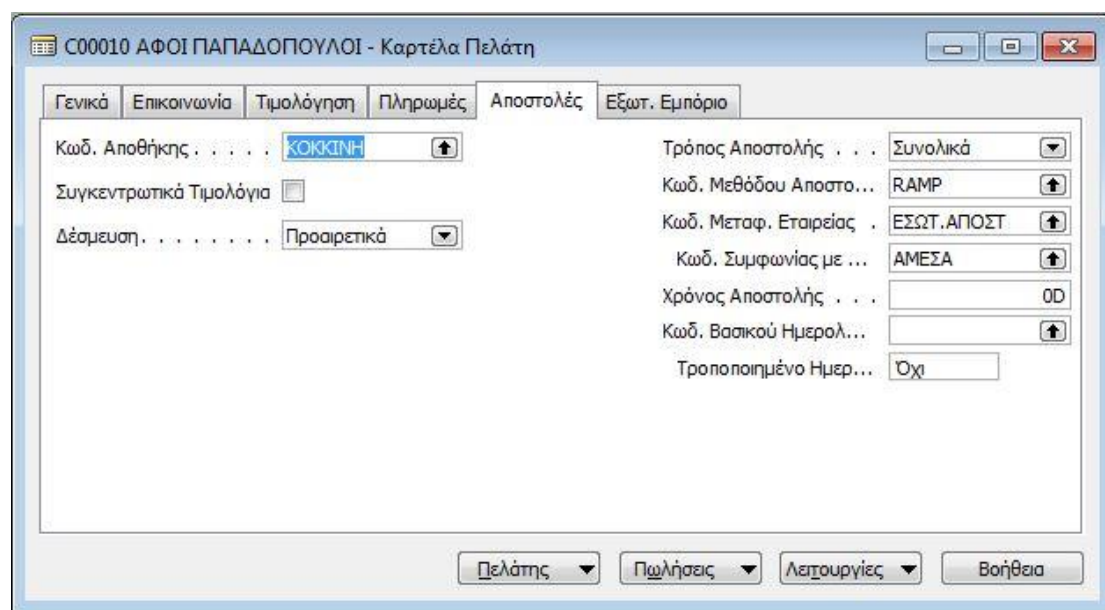 C00010 ΑΦΟΙ ΠΑΠΑΔΟΠΟΥΛΟΙ - Καρτέλα Πελάτη
Γενικά Επικοινωνία Τιμολόγηση Πληρωμές Αποστολές Εξωτ. Εμπόριο
Κωδ. Αποθήκης . . . . . ΚΟΚΚΙΝΗ
Συγκεντρωτικά Τιμολόγια
Δέσμευση. . . . . . . . Προαιρετικά
Τρόπος Αποστολής . . . Συνολικά
Κωδ. Μεθόδου Αποστο... RAMP
Κωδ. Μεταφ. Εταιρείας . ΕΣΩΤ.ΑΠΟΣΤ
Κωδ. Συμφωνίας με ... ΑΜΕΣΑ
Χρόνος Αποστολής . . . 0D
Κωδ. Βασικού Ημερολ...
Τροποποιημένο Ημερ... Όχι
Πελάτης Πωλήσεις Λειτουργίες Βοήθεια